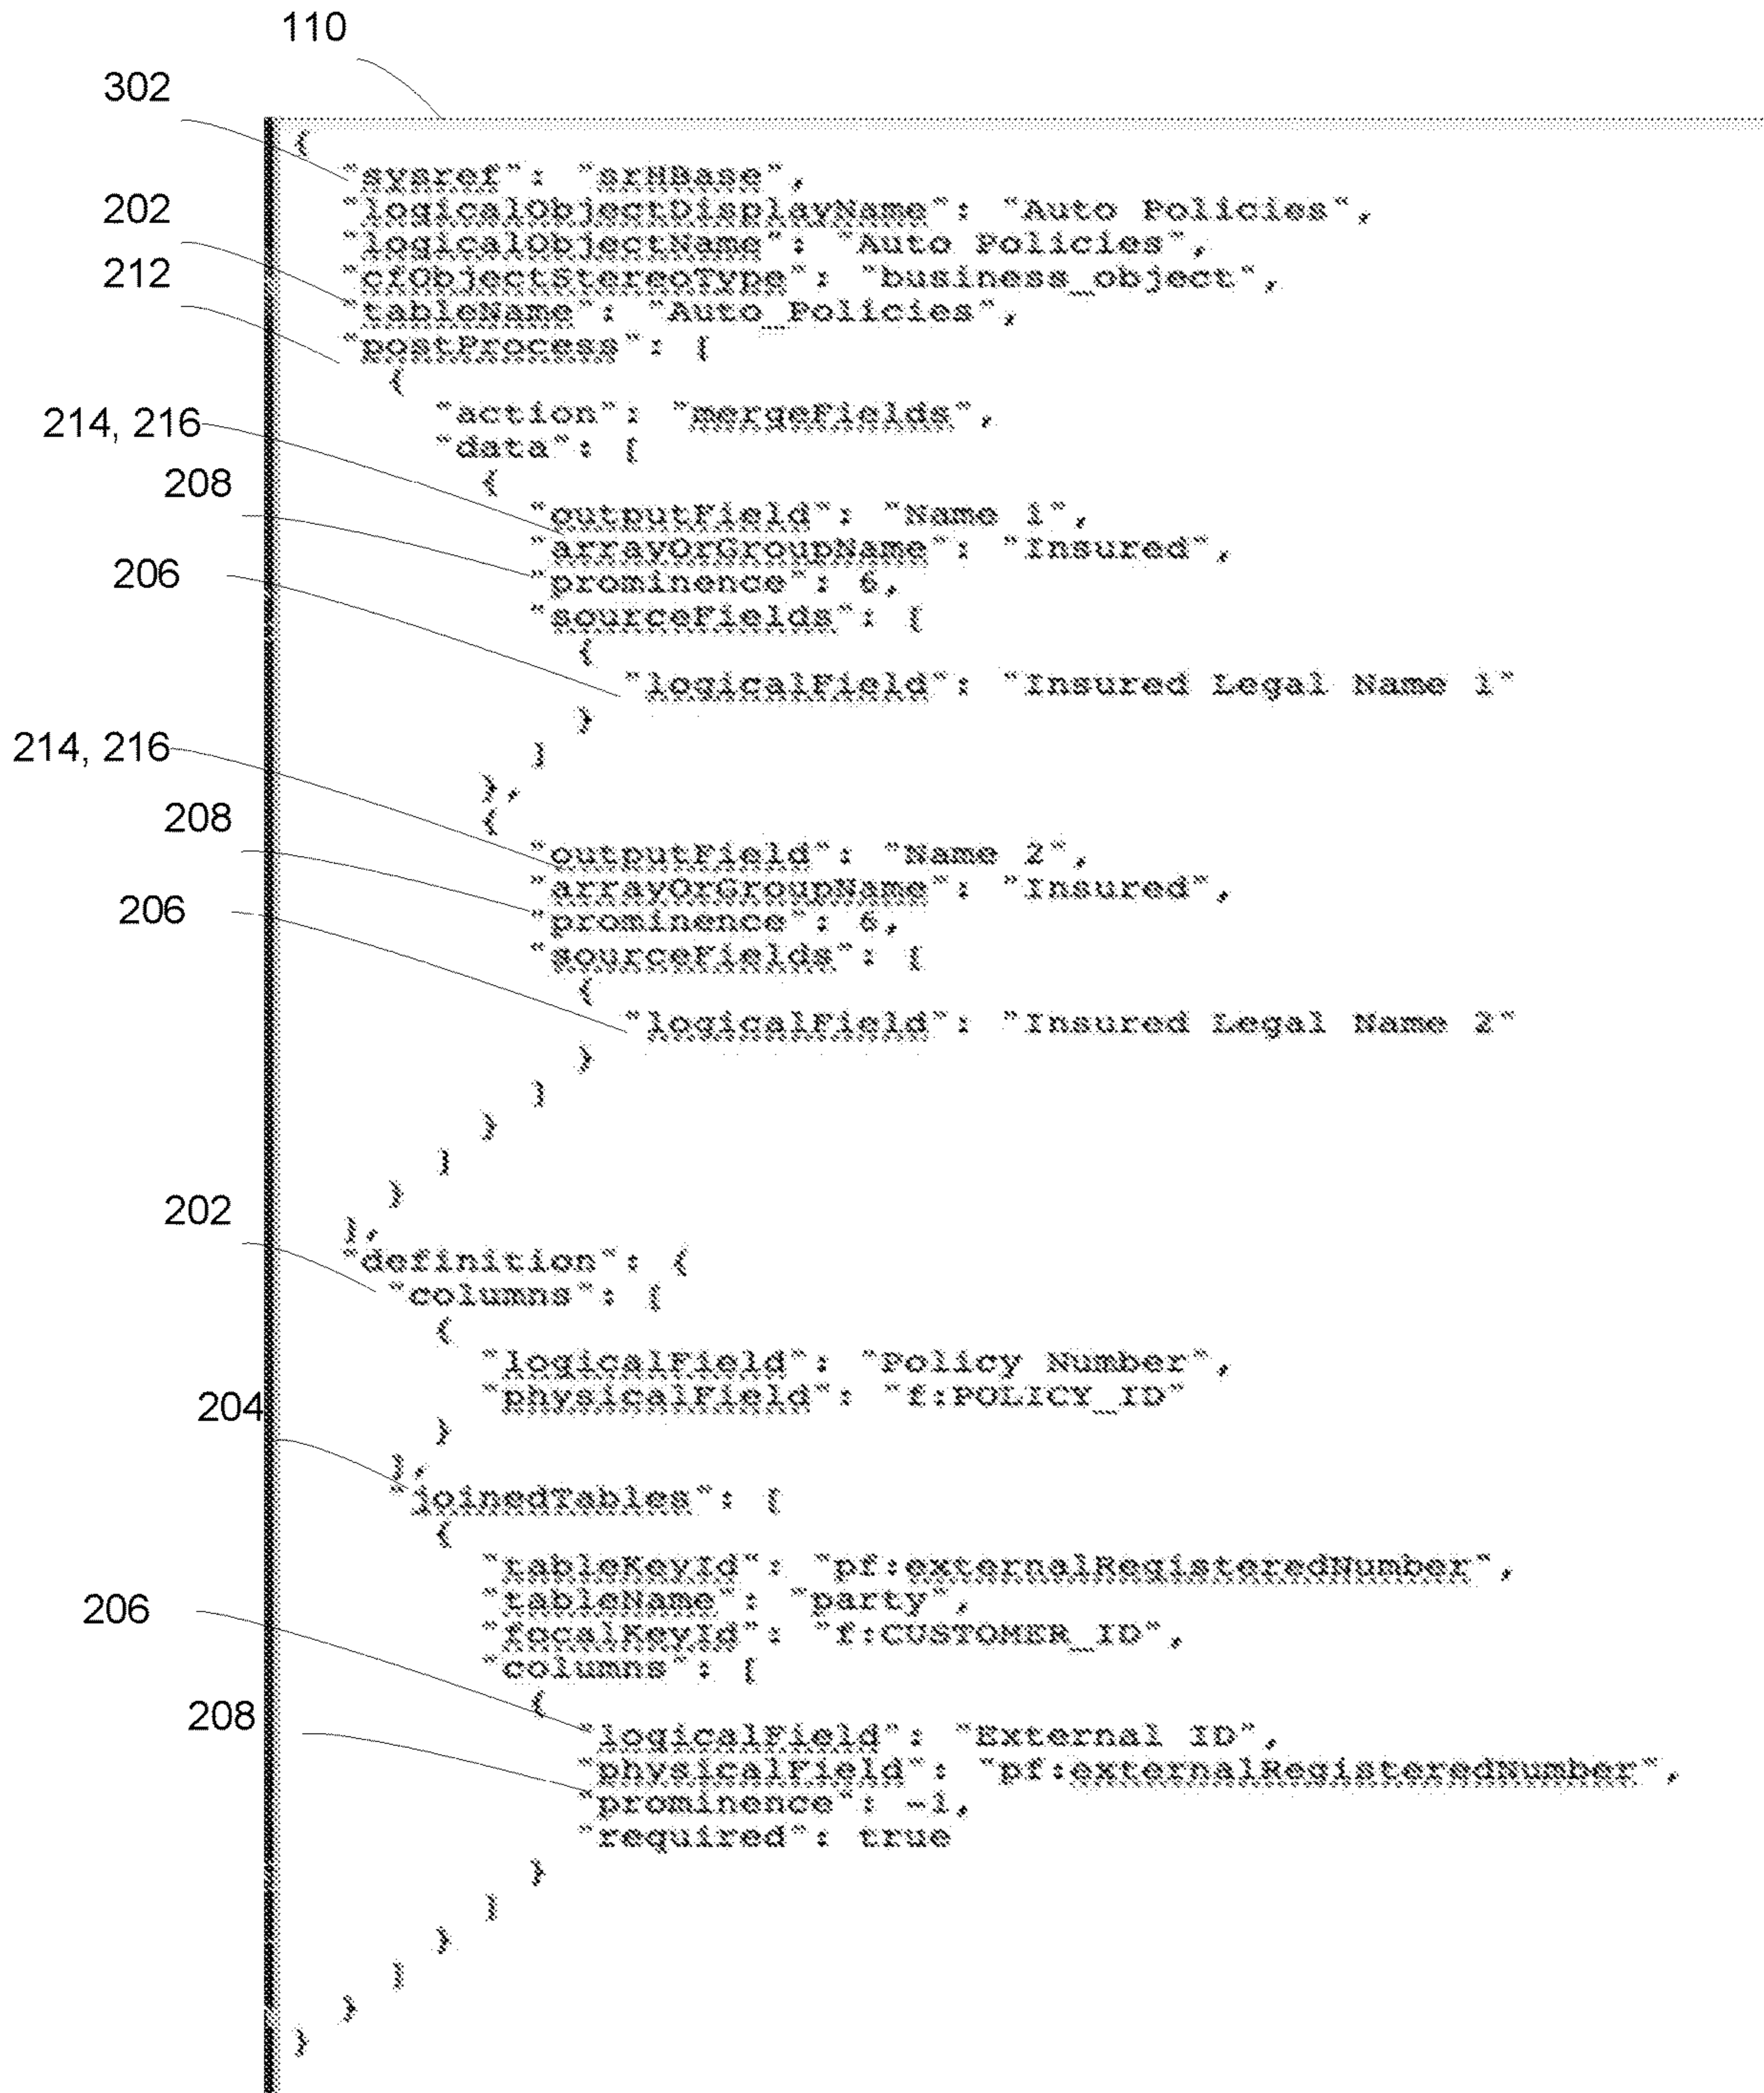 110
302
{
"sysref": "srHBase",
"logicalObjectDisplayName": "Auto Policies",
202
"logicalObjectName": "Auto Policies",
212
"cfObjectStereoType": "business_object",
"tableName": "Auto_Policies",
"postProcess": [
{
214, 216
"action": "mergeFields",
"data": [
208
{
"outputField": "Name 1",
"arrayOrGroupName": "Insured",
206
"prominence": 6,
"sourceFields": [
{
"logicalField": "Insured Legal Name 1"
}
214, 216
]
},
208
{
"outputField": "Name 2",
"arrayOrGroupName": "Insured",
206
"prominence": 6,
"sourceFields": [
{
"logicalField": "Insured Legal Name 2"
}
]
}
]
}
202
],
"definition": {
"columns": [
{
"logicalField": "Policy Number",
204
"physicalField": "f:POLICY_ID"
}
],
"joinedTables": [
{
"tableKeyId": "pf:externalRegisteredNumber",
206
"tableName": "party",
"focalKeyId": "f:CUSTOMER_ID",
"columns": [
208
{
"logicalField": "External ID",
"physicalField": "pf:externalRegisteredNumber",
"prominence": -1,
"required": true
}
]
}
]
}
}